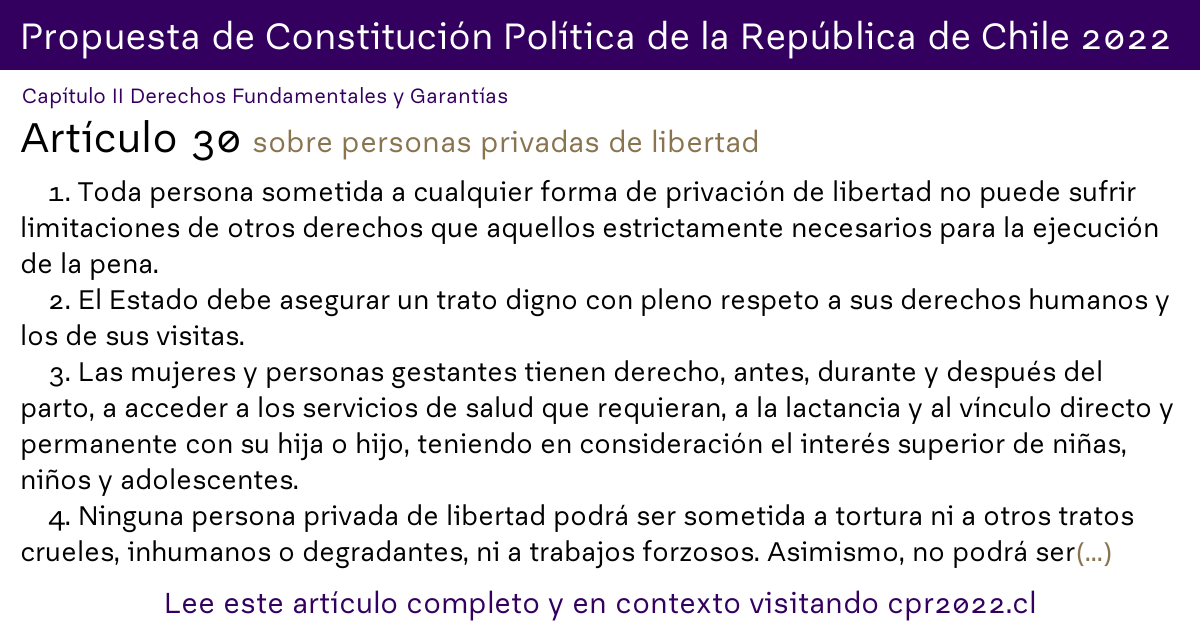 Propuesta de Constitución Política de la República de Chile 2022
Capítulo II Derechos Fundamentales y Garantías
Artículo 30 sobre personas privadas de libertad
1. Toda persona sometida a cualquier forma de privación de libertad no puede sufrir
limitaciones de otros derechos que aquellos estrictamente necesarios para la ejecución
de la pena.
2. El Estado debe asegurar un trato digno con pleno respeto a sus derechos humanos y
los de sus visitas.
3. Las mujeres y personas gestantes tienen derecho, antes, durante y después del
parto, a acceder a los servicios de salud que requieran, a la lactancia y al vínculo directo y
permanente con su hija o hijo, teniendo en consideración el interés superior de niñas,
niños y adolescentes.
4. Ninguna persona privada de libertad podrá ser sometida a tortura ni a otros tratos
crueles, inhumanos o degradantes, ni a trabajos forzosos. Asimismo, no podrá ser(...)
Lee este artículo completo y en contexto visitando cpr2022.cl